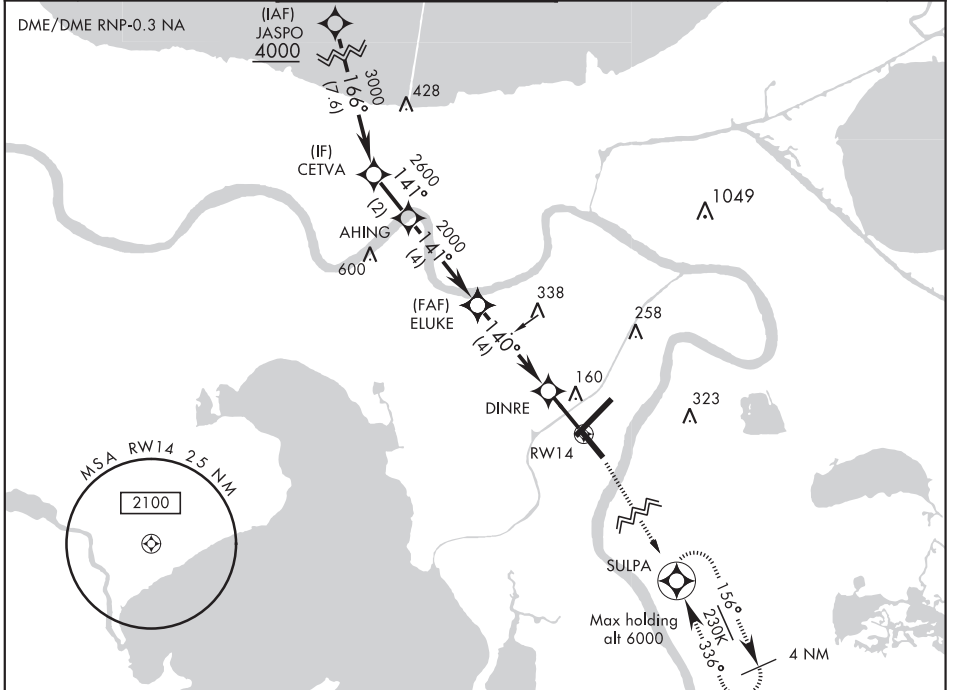 DME/DME RNP-0.3 NA
(IAF)
JASPO
4000
3000
166°
(7.6)
428
(IF)
CETVA
2600
141°
(2)
1049
AHING
2000
141°
(4)
600
(FAF)
ELUKE
338
140°
(4)
258
160
DINRE
323
RW14
MSA RW14 25 NM
2100
SULPA
156°
230K
336°
Max holding
alt 6000
4 NM